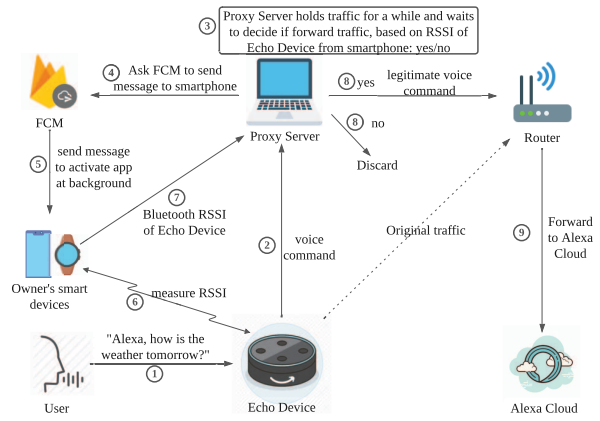 3
Proxy Server holds traffic for a while and waits
to decide if forward traffic, based on RSSI of
Echo Device from smartphone: yes/no
4 Ask FCM to send
message to smartphone
8 yes
legitimate voice
command
8 no
Discard
FCM
Proxy Server
Router
5 send message
to activate app
at background
7
Bluetooth RSSI
of Echo Device
2 voice
command
Original traffic
9 Forward
to Alexa
Cloud
Owner's smart
devices
6 measure RSSI
"Alexa, how is the
weather tomorrow?"
1
User
Echo Device
Alexa Cloud